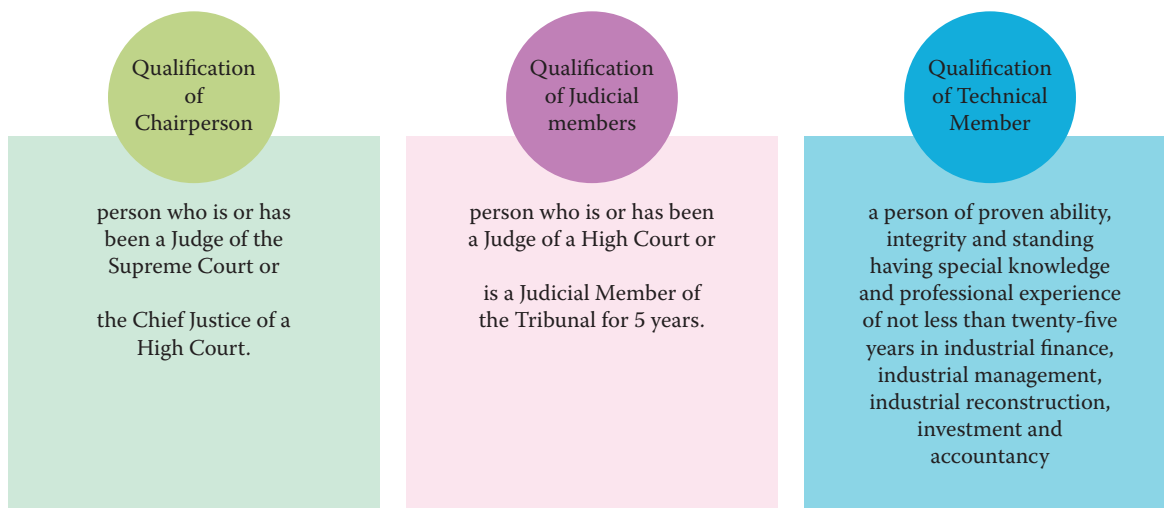 Qualification
of
Chairperson
person who is or has
been a Judge of the
Supreme Court or
the Chief Justice of a
High Court.
Qualification
of Judicial
members
person who is or has been
a Judge of a High Court or
is a Judicial Member of
the Tribunal for 5 years.
Qualification
of Technical
Member
a person of proven ability,
integrity and standing
having special knowledge
and professional experience
of not less than twenty-five
years in industrial finance,
industrial management,
industrial reconstruction,
investment and
accountancy